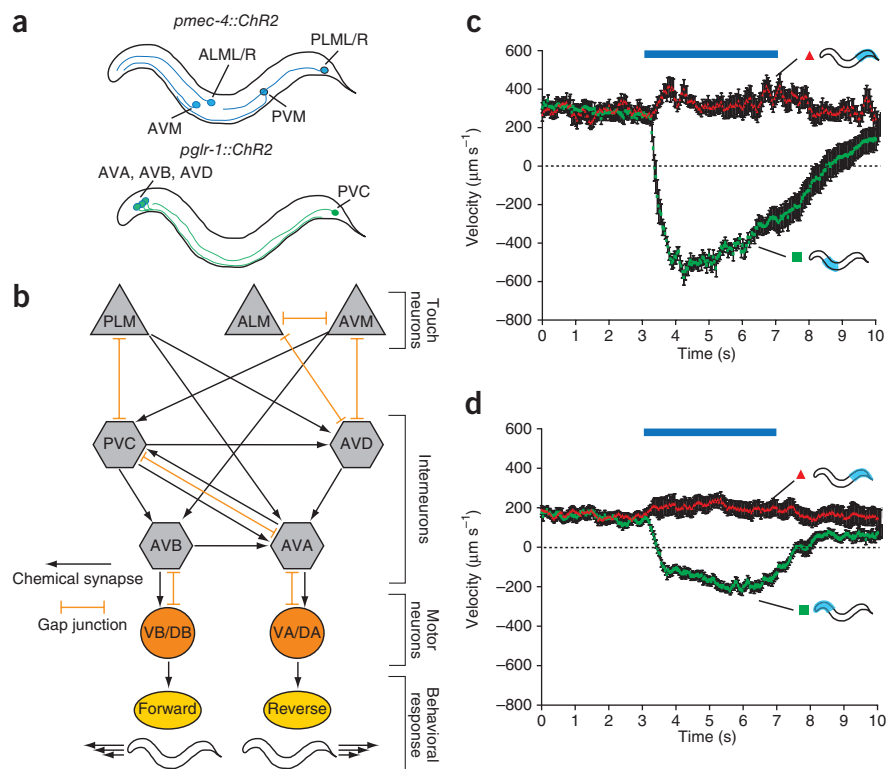 a
pmec-4::ChR2
ALML/R
PLML/R
AVM
PVM
pglr-1::ChR2
AVA, AVB, AVD
PVC
b
PLM
ALM
AVM
Touch
neurons
PVC
AVD
Interneurons
AVB
AVA
Chemical synapse
Gap junction
VB/DB
VA/DA
Motor
neurons
Forward
Reverse
Behavioral
response
c
600
400
200
0
−200
−400
−600
−800
Velocity (μm s−1)
0 1 2 3 4 5 6 7 8 9 10
Time (s)
d
600
400
200
0
−200
−400
−600
−800
Velocity (μm s−1)
0 1 2 3 4 5 6 7 8 9 10
Time (s)